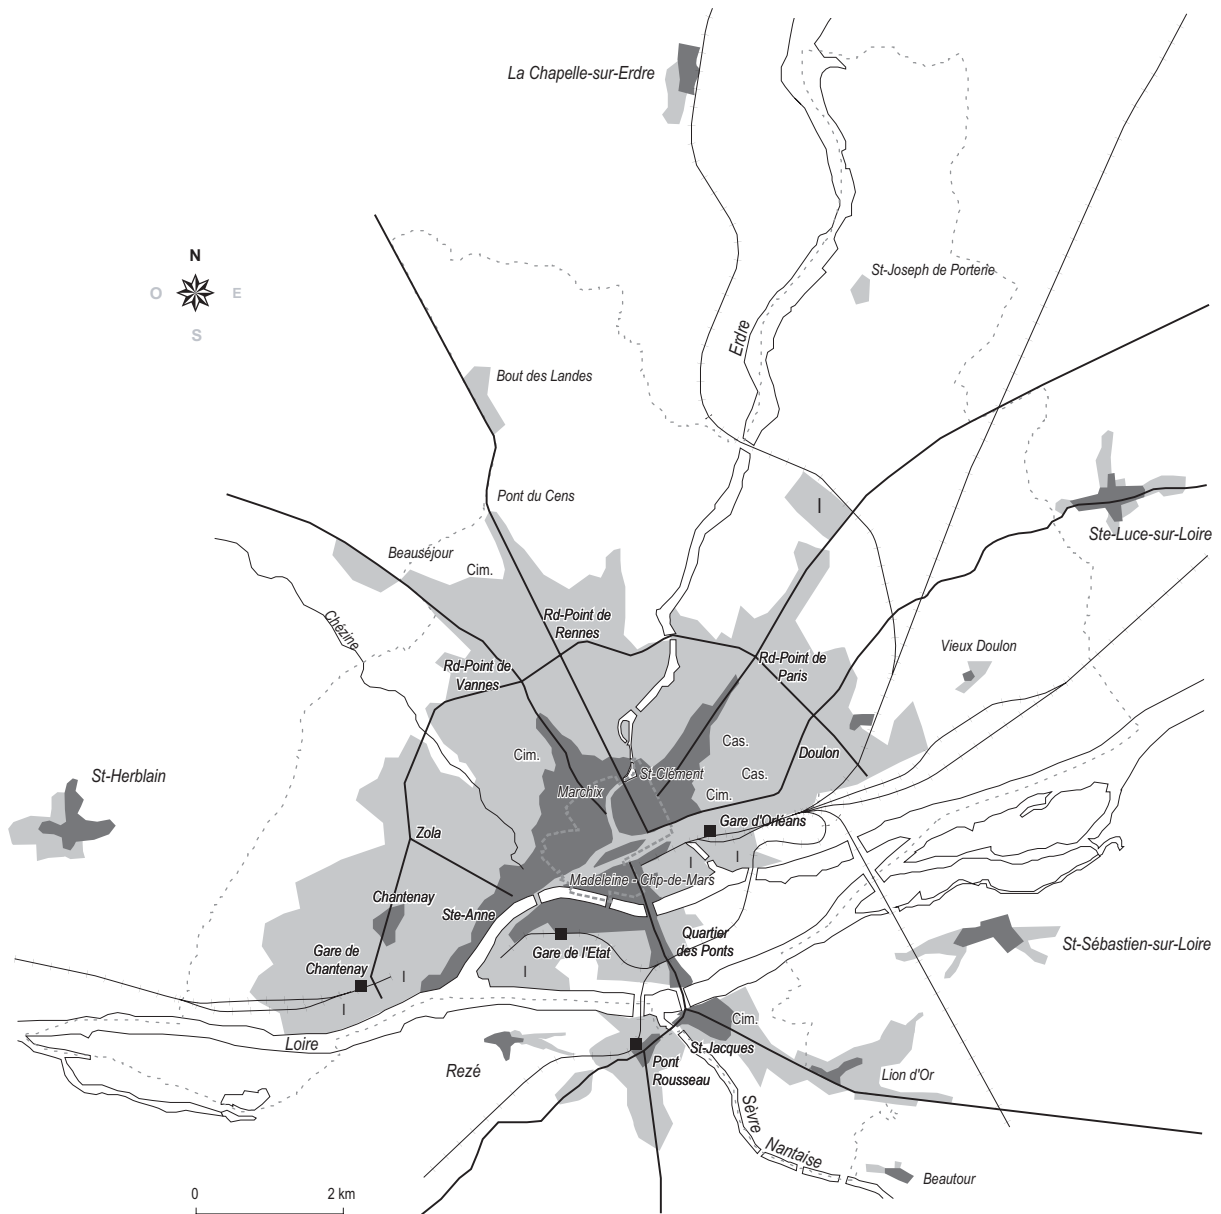 La Chapelle-sur-Erdre
N
O
E
S
St-Joseph de Porterie
Erdre
Bout des Landes
Pont du Cens
I
Ste-Luce-sur-Loire
Beauséjour
Cim.
Chézine
Rd-Point de
Rennes
Rd-Point de
Vannes
Rd-Point de
Paris
Vieux Doulon
Cim.
Cas.
Doulon
St-Herblain
St-Clément
Cas.
Marchix
Cim.
Gare d'Orléans
Zola
I
I
Madeleine - Chp-de-Mars
Chantenay
Ste-Anne
Quartier
des Ponts
St-Sébastien-sur-Loire
Gare de
Chantenay
Gare de l'Etat
I
I
I
Loire
Cim.
St-Jacques
Rezé
Pont
Rousseau
Lion d'Or
Sèvre
Nantaise
Beautour
0
2 km